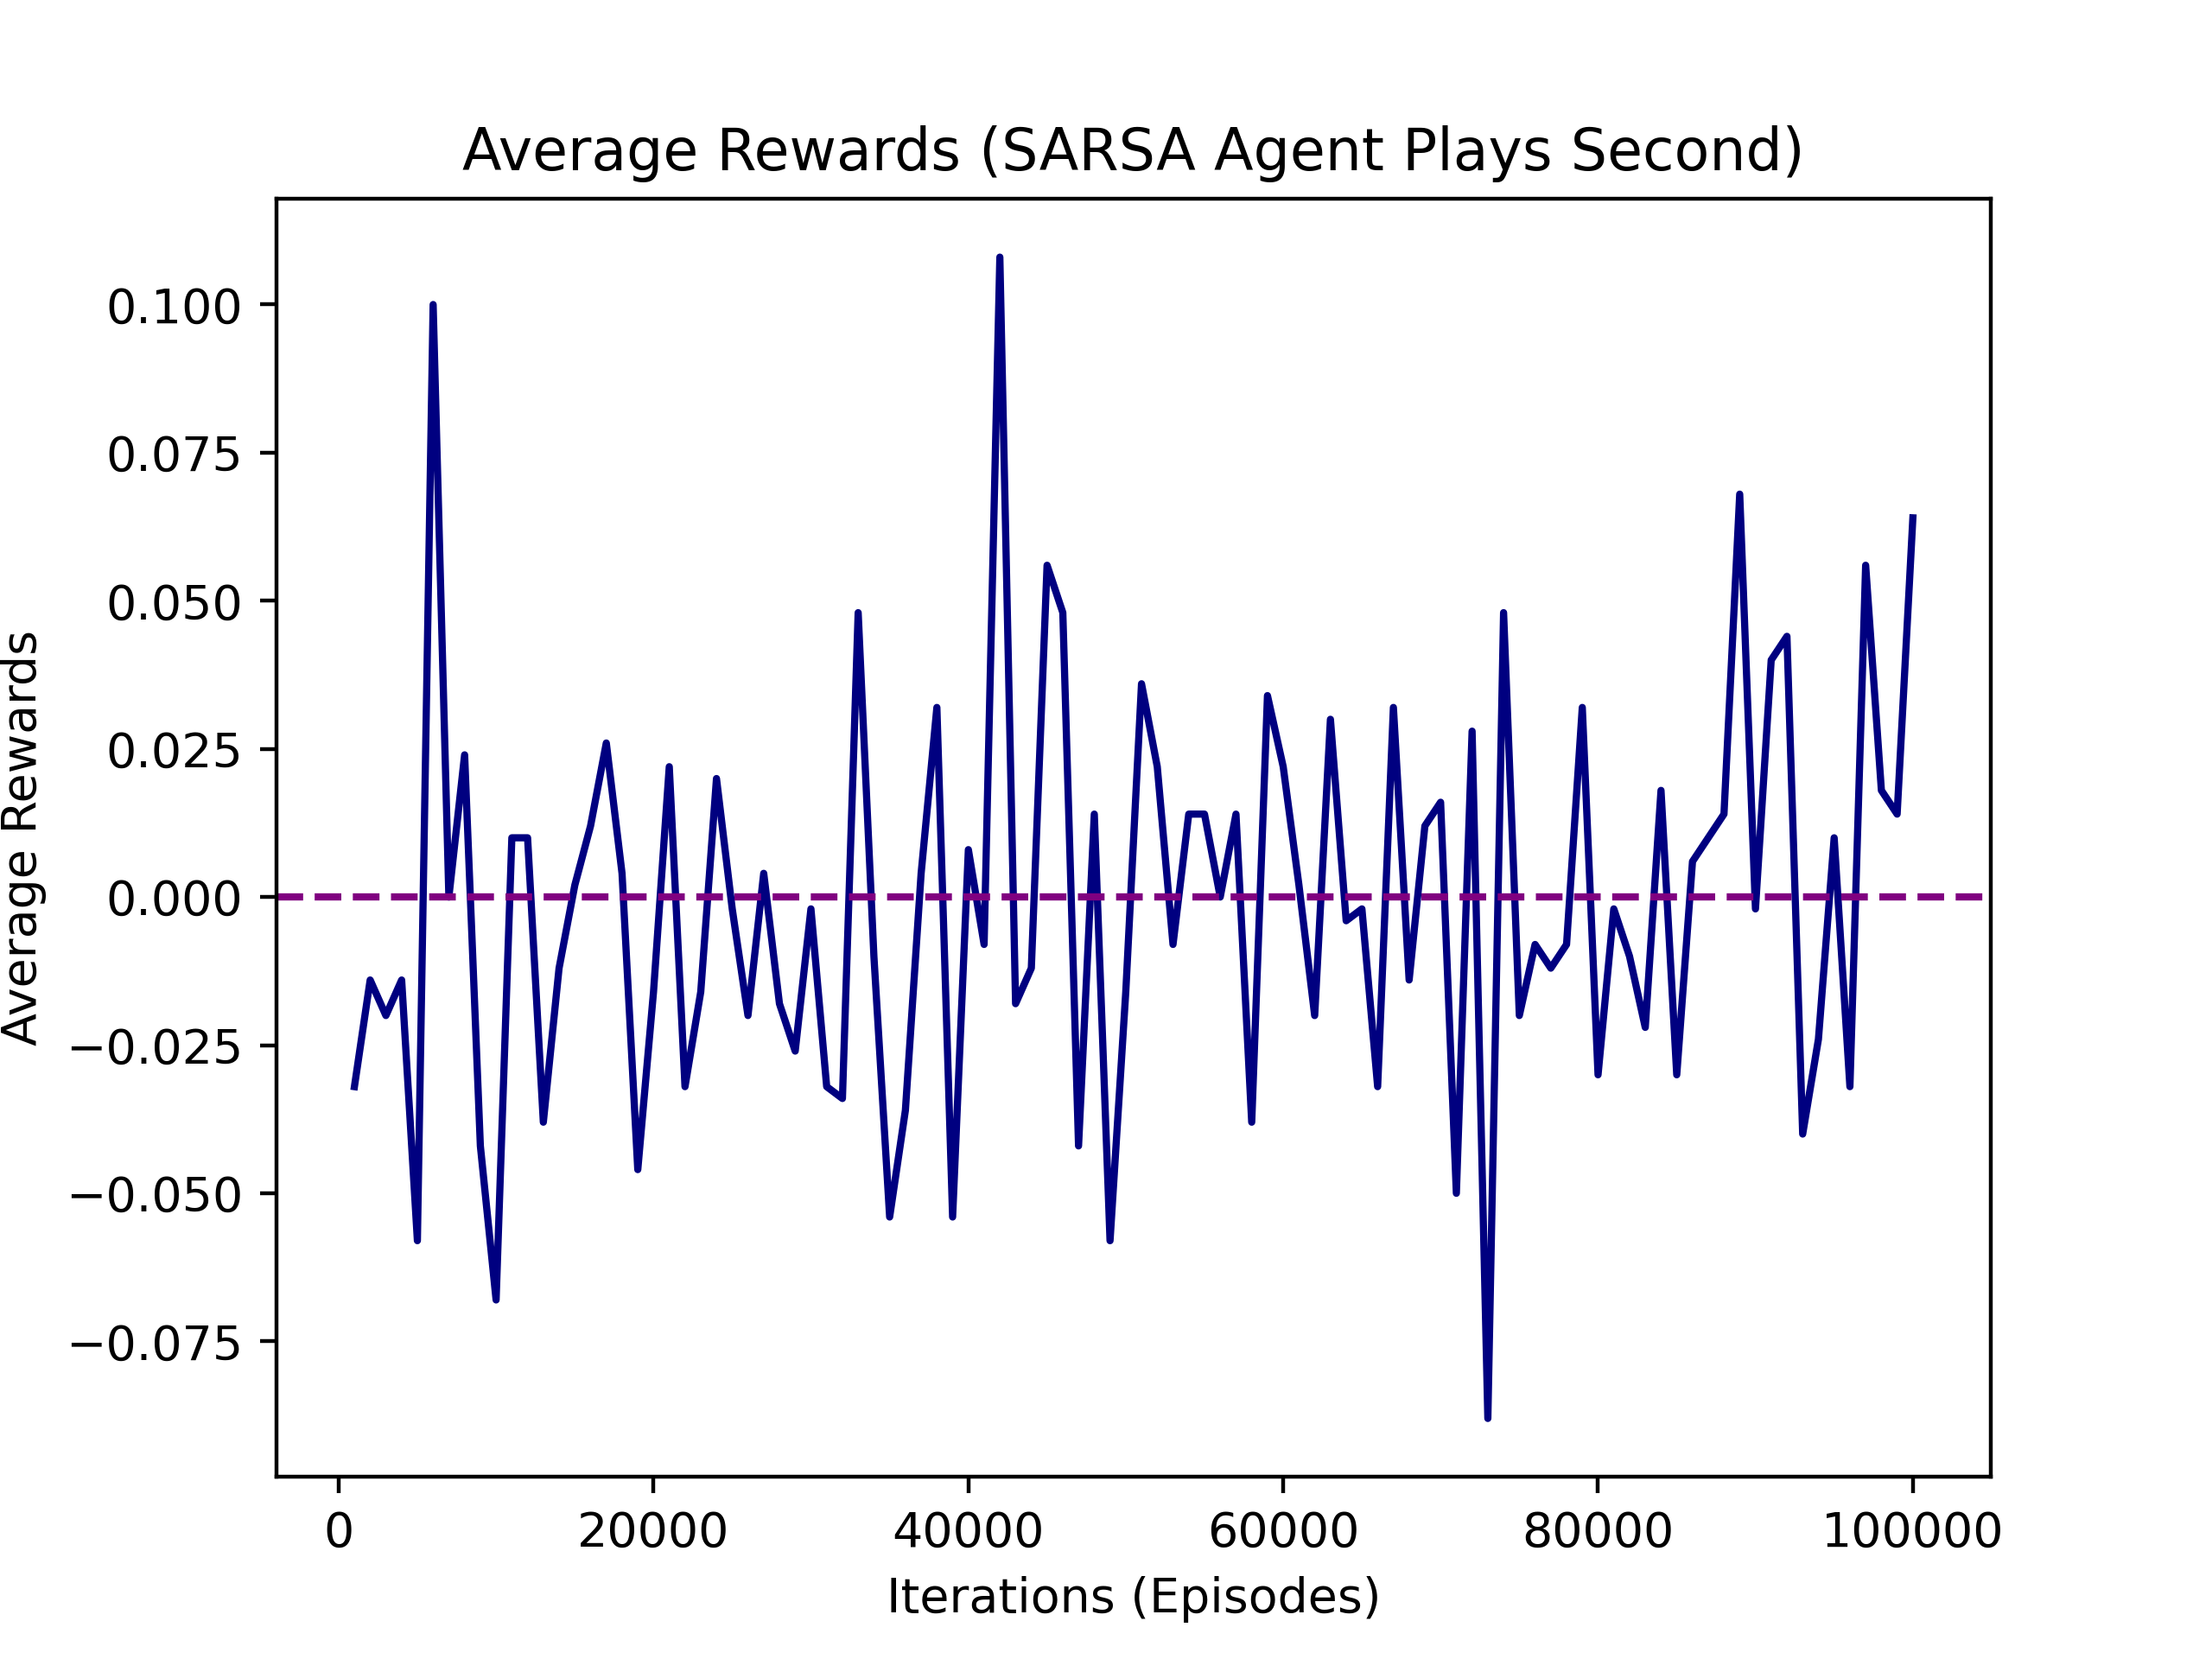 Average Rewards (SARSA Agent Plays Second)
Average Rewards
0.100
0.075
0.050
0.025
0.000
−0.025
−0.050
−0.075
0 20000 40000 60000 80000 100000
Iterations (Episodes)